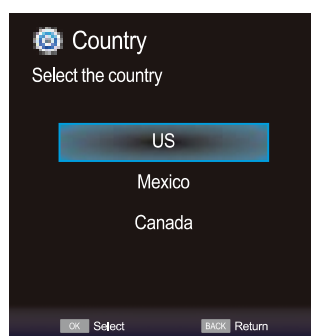 Country
Select the country
US
Mexico
Canada
OK Select BACK Return